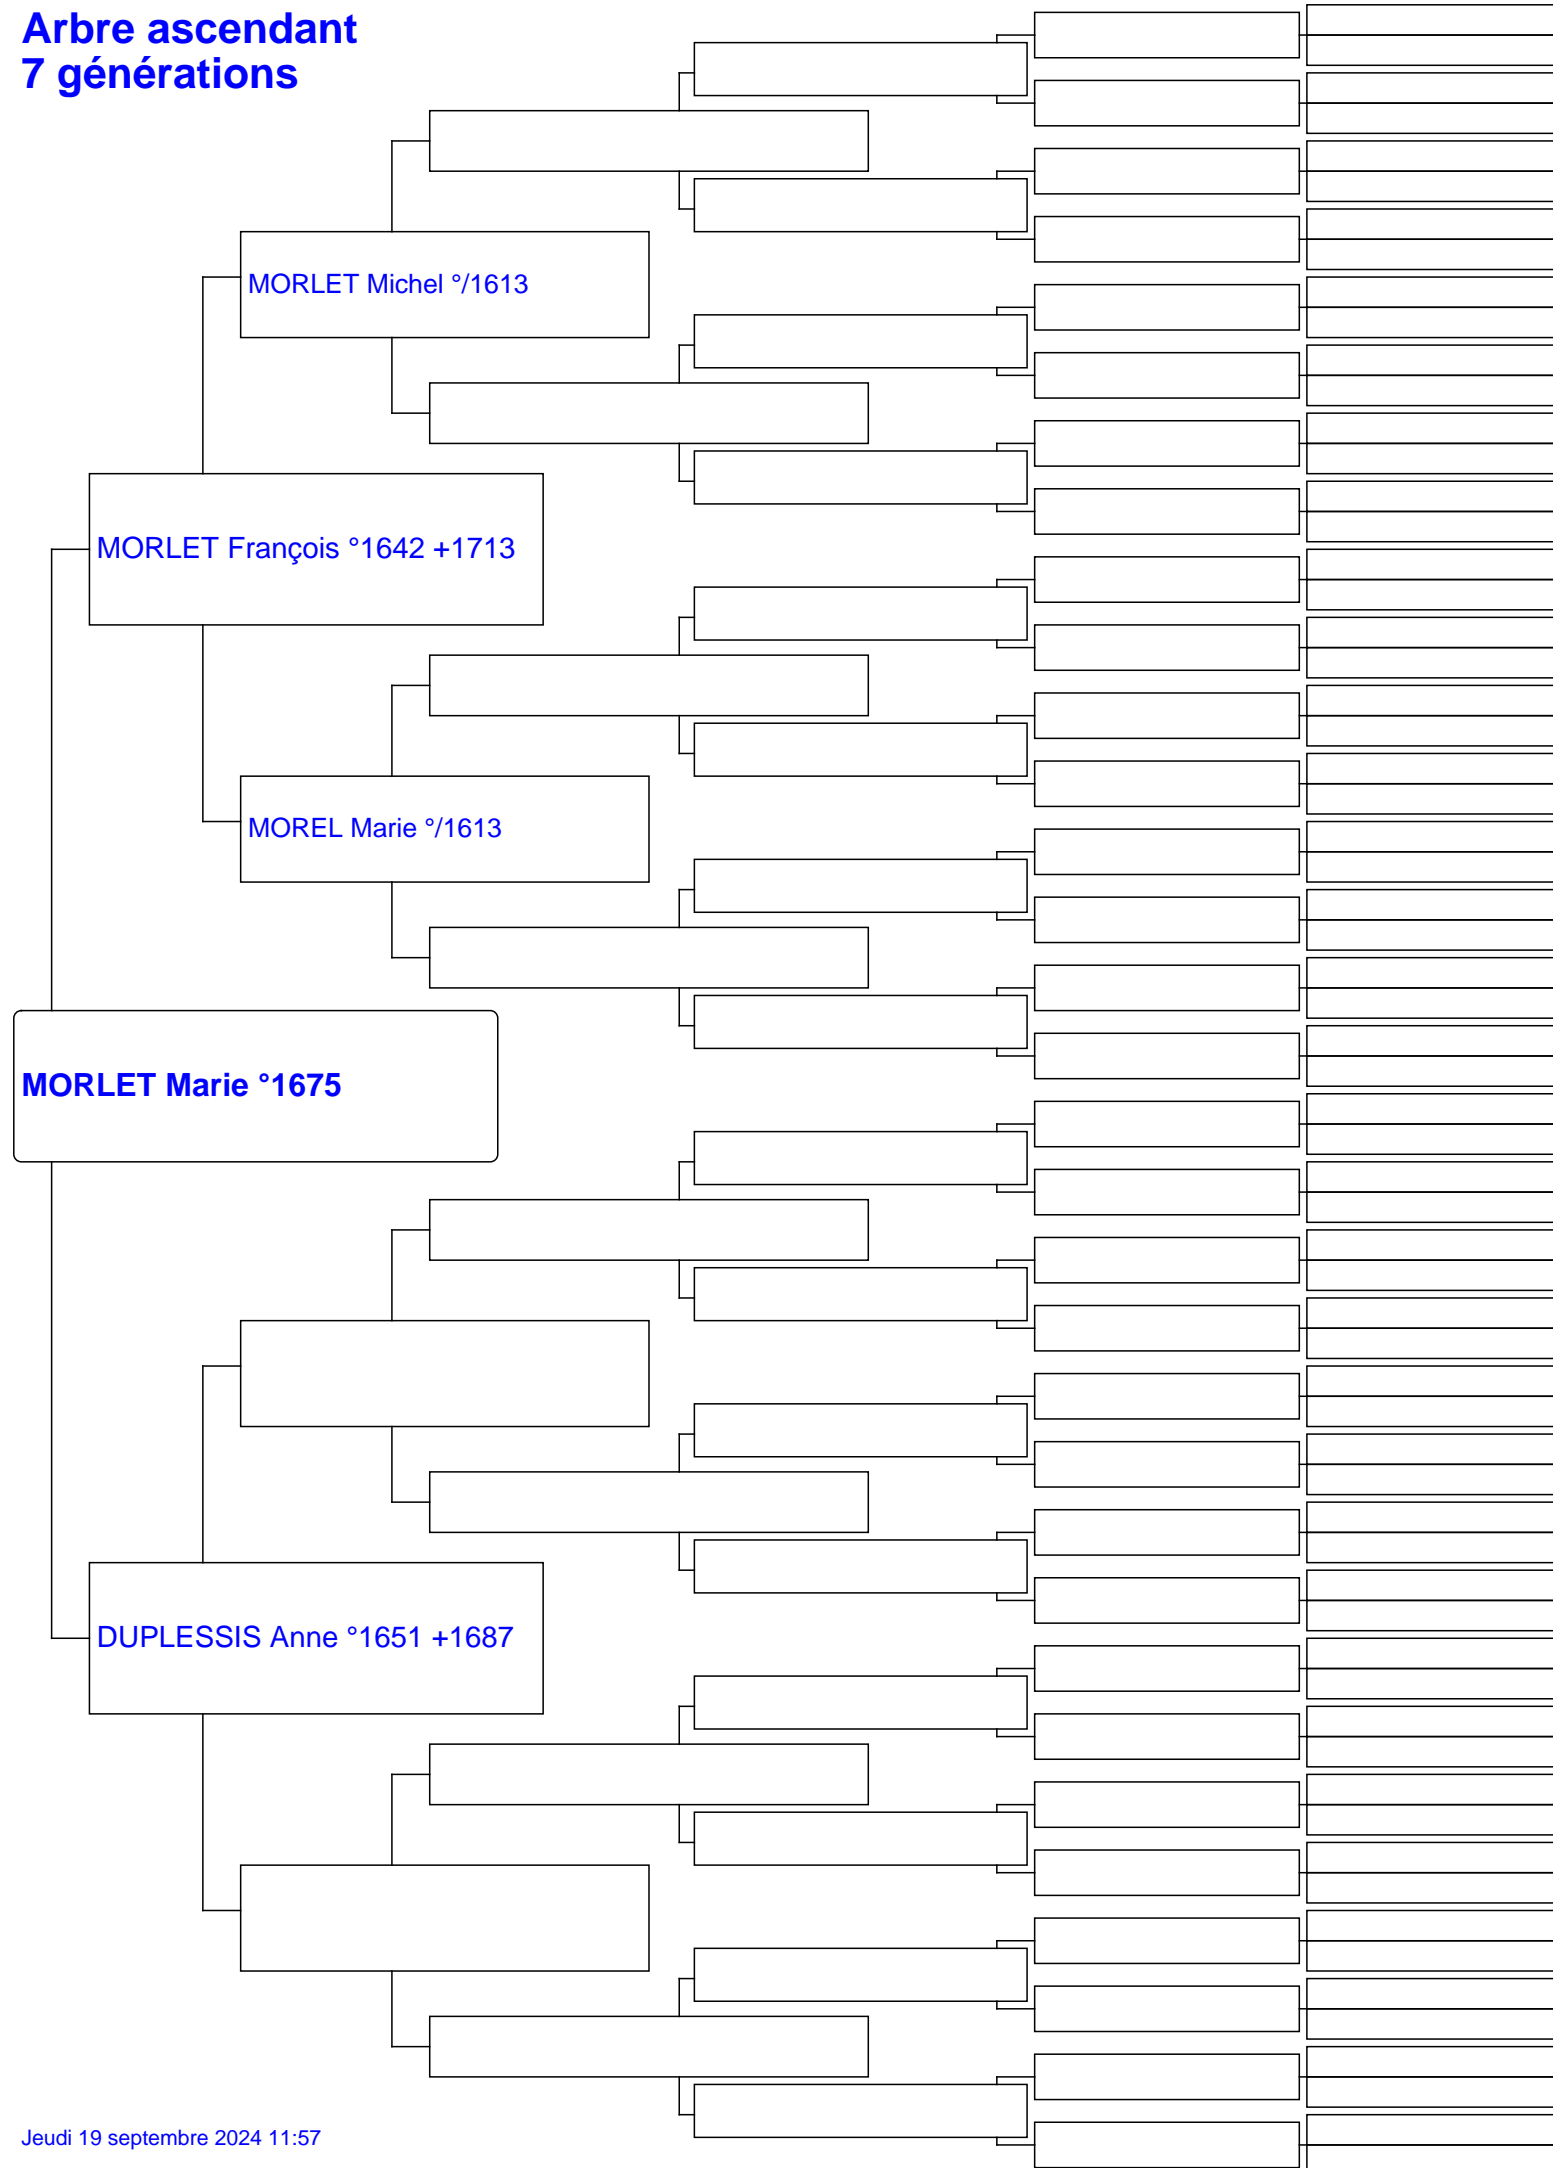 Arbre ascendant
7 générations
MORLET Michel °/1613
MORLET François °1642 +1713
MOREL Marie °/1613
MORLET Marie °1675
DUPLESSIS Anne °1651 +1687
Jeudi 19 septembre 2024 11:57